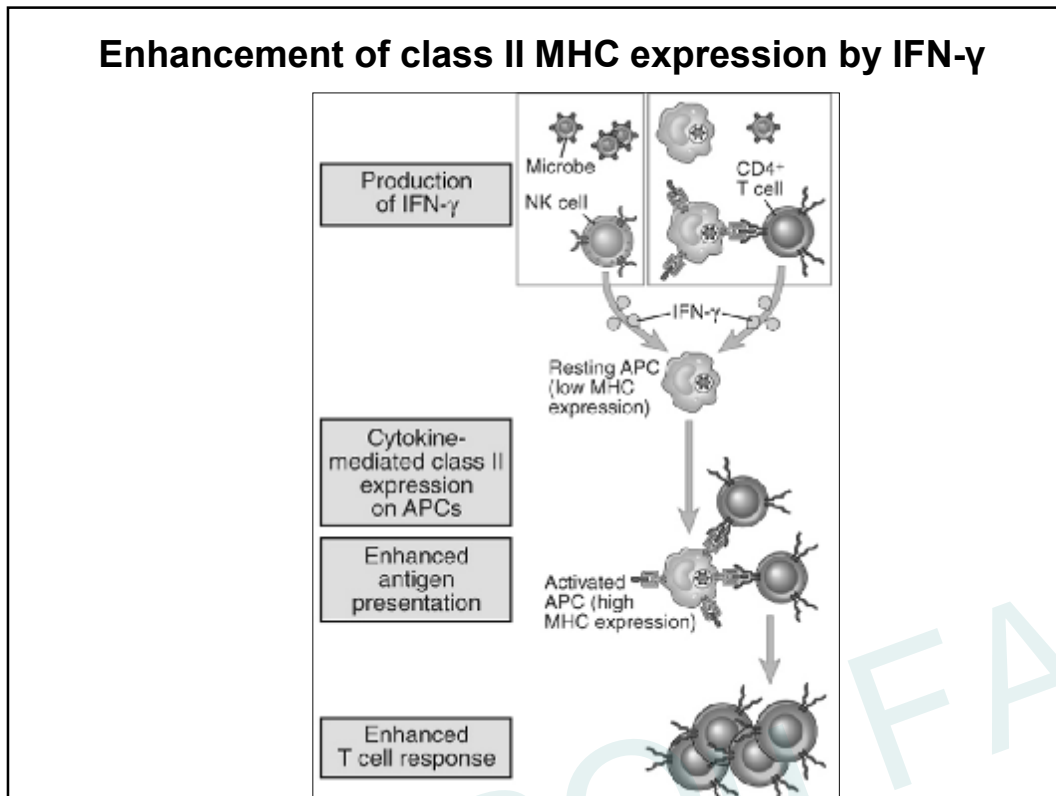 Enhancement of class II MHC expression by IFN-γ
Production
of IFN-γ
Microbe
NK cell
CD4+
T cell
IFN-γ
Resting APC
(low MHC
expression)
Cytokine-
mediated class II
expression
on APCs
Enhanced
antigen
presentation
Activated
APC (high
MHC expression)
Enhanced
T cell response